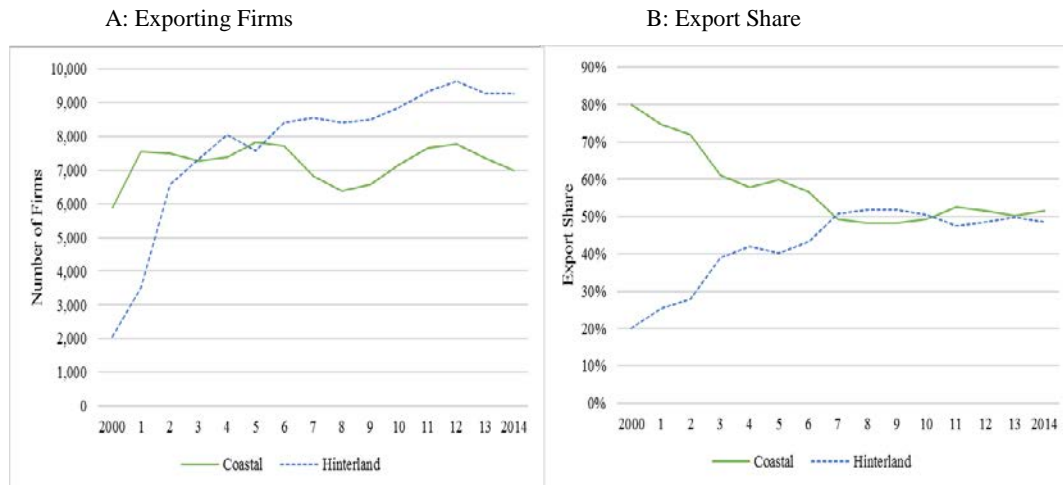 A: Exporting Firms
B: Export Share
10,000
9,000
8,000
7,000
6,000
5,000
4,000
3,000
2,000
1,000
0
Number of Firms
2000 1 2 3 4 5 6 7 8 9 10 11 12 13 2014
Coastal Hinterland
90%
80%
70%
60%
50%
40%
30%
20%
10%
0%
Export Share
2000 1 2 3 4 5 6 7 8 9 10 11 12 13 2014
Coastal Hinterland